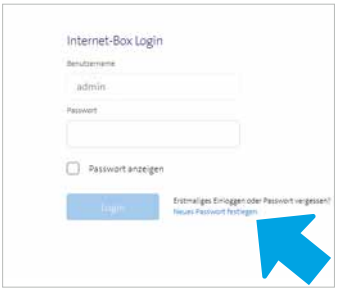 Internet-Box Login
Benutzername
admin
Passwort
Passwort anzeigen
Login
Erstmaliges Einloggen oder Passwort vergessen?
Neues Passwort festlegen.